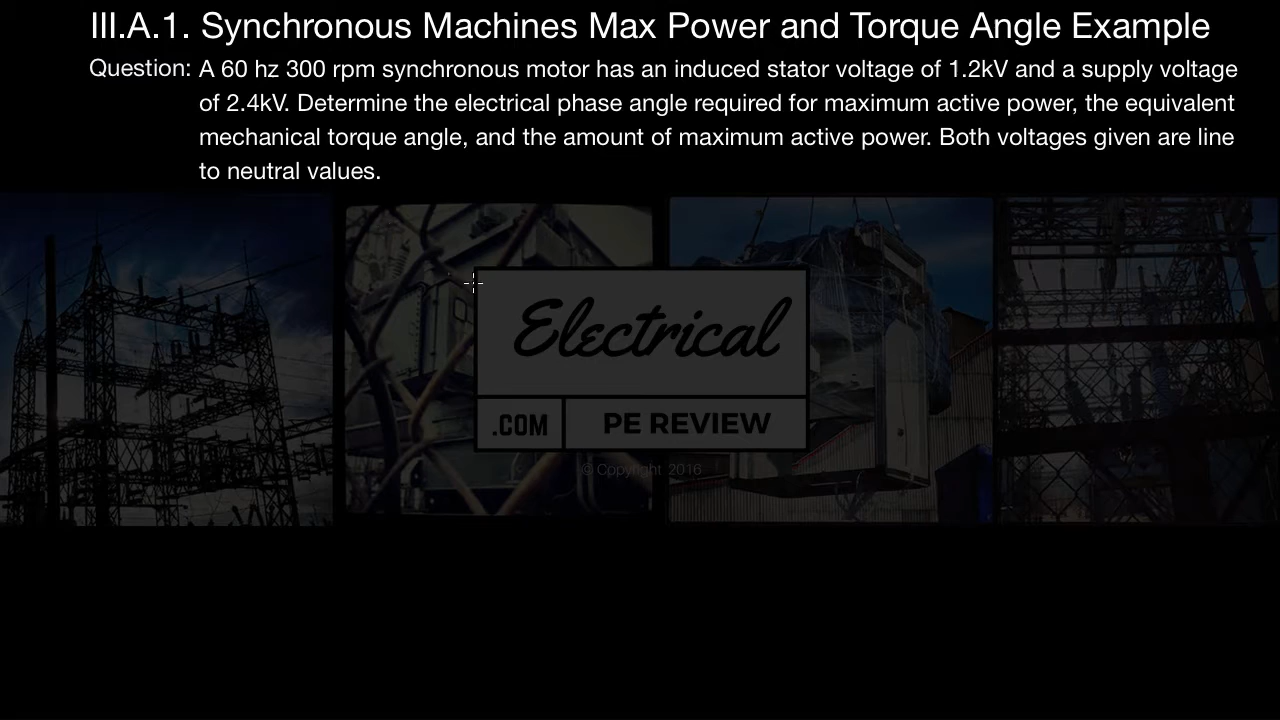 III.A.1. Synchronous Machines Max Power and Torque Angle Example
Question: A 60 hz 300 rpm synchronous motor has an induced stator voltage of 1.2kV and a supply voltage
of 2.4kV. Determine the electrical phase angle required for maximum active power, the equivalent
mechanical torque angle, and the amount of maximum active power. Both voltages given are line
to neutral values.
Electrical
.COM PE REVIEW
© Copyright 2016